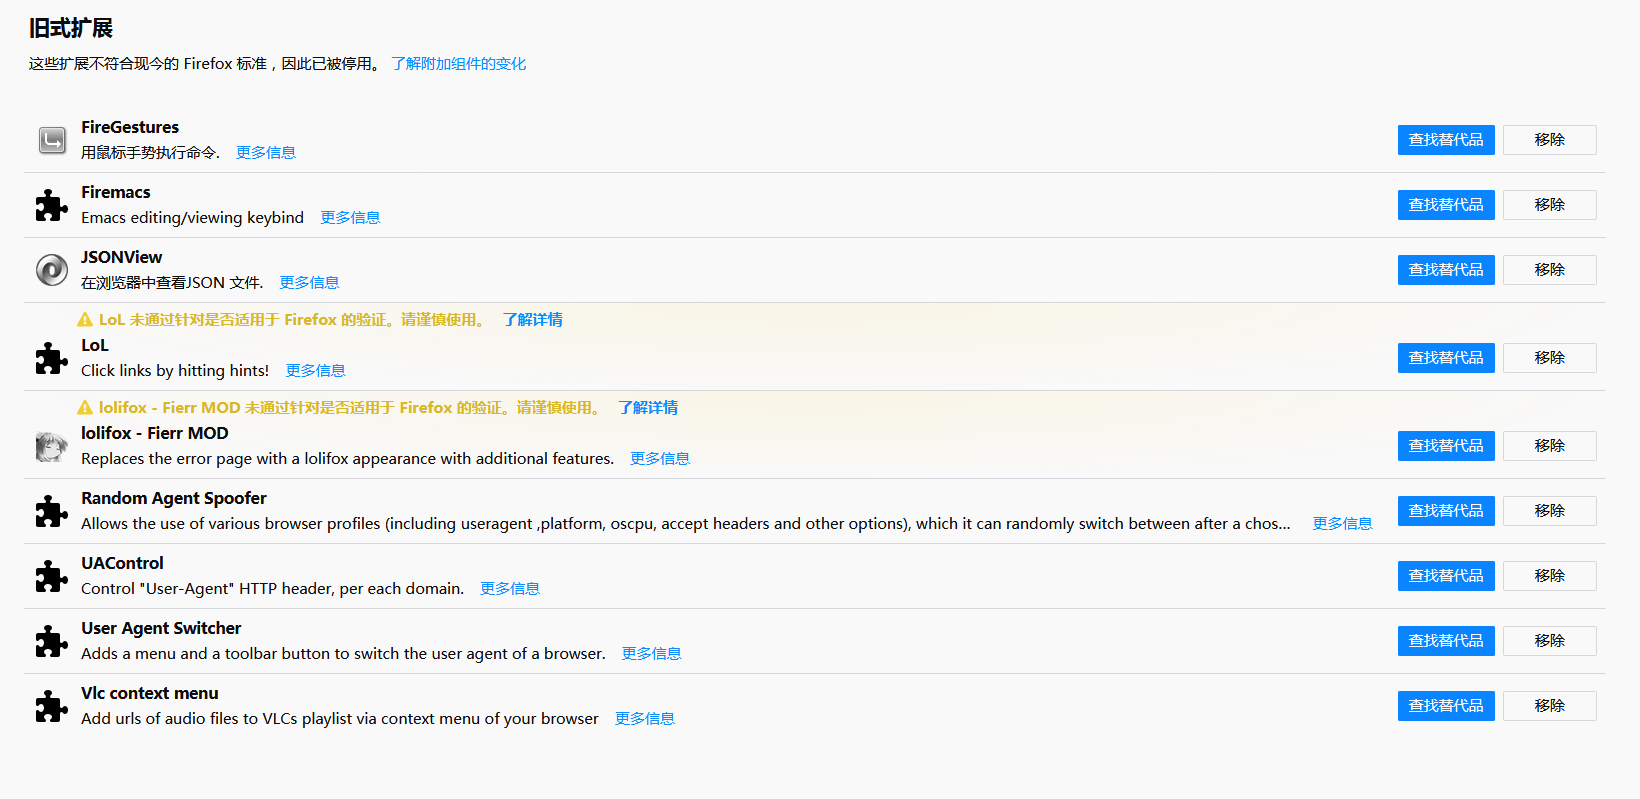 旧式扩展
这些扩展不符合现今的 Firefox 标准，因此已被停用。 了解附加组件的变化
FireGestures
用鼠标手势执行命令. 更多信息
查找替代品 移除
Firemacs
Emacs editing/viewing keybind 更多信息
查找替代品 移除
JSONView
在浏览器中查看JSON 文件. 更多信息
查找替代品 移除
LoL 未通过针对是否适用于 Firefox 的验证。请谨慎使用。 了解详情
LoL
Click links by hitting hints! 更多信息
查找替代品 移除
lolifox - Fierr MOD 未通过针对是否适用于 Firefox 的验证。请谨慎使用。 了解详情
lolifox - Fierr MOD
Replaces the error page with a lolifox appearance with additional features. 更多信息
查找替代品 移除
Random Agent Spoofer
Allows the use of various browser profiles (including useragent ,platform, oscpu, accept headers and other options), which it can randomly switch between after a chos... 更多信息
查找替代品 移除
UAControl
Control "User-Agent" HTTP header, per each domain. 更多信息
查找替代品 移除
User Agent Switcher
Adds a menu and a toolbar button to switch the user agent of a browser. 更多信息
查找替代品 移除
Vlc context menu
Add urls of audio files to VLCs playlist via context menu of your browser 更多信息
查找替代品 移除